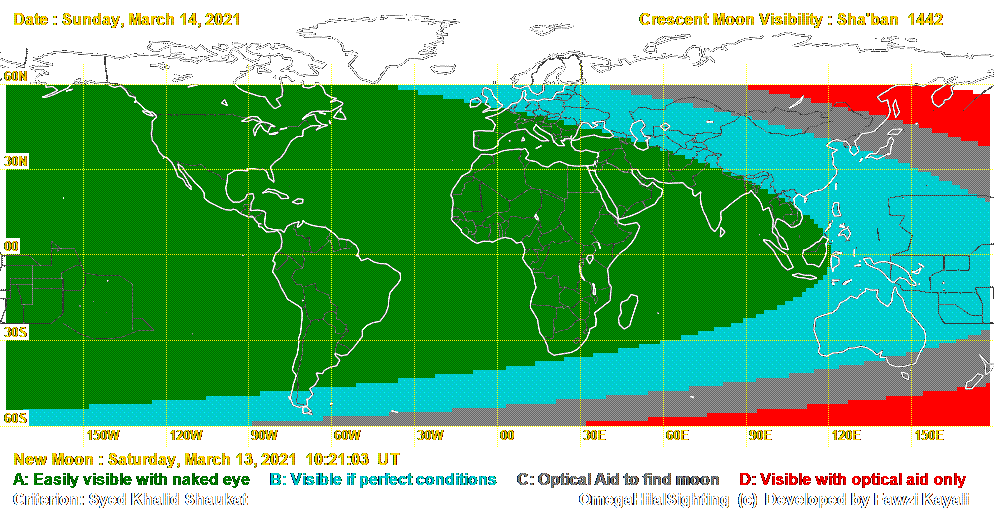 Date : Sunday, March 14, 2021 Crescent Moon Visibility : Sha'ban 1442
60N
30N
00
30S
60S
150W 120W 90W 60W 30W 00 30E 60E 90E 120E 150E
New Moon : Saturday, March 13, 2021 10:21:03 UT
A: Easily visible with naked eye B: Visible if perfect conditions C: Optical Aid to find moon D: Visible with optical aid only
Criterion: Syed Khalid Shaukat OmegaHilalSighting (c) Developed by Fawzi Kayali